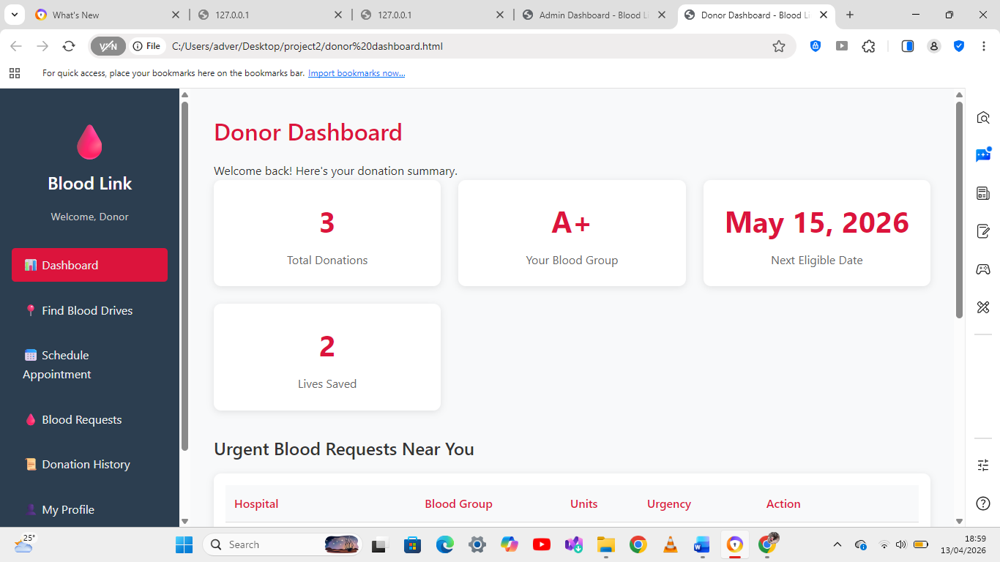 What's New
127.0.0.1
127.0.0.1
Admin Dashboard - Blood Li
Donor Dashboard - Blood Li
VPN
File
C:/Users/adver/Desktop/project2/donor%20dashboard.html
For quick access, place your bookmarks here on the bookmarks bar. Import bookmarks now...
Blood Link
Welcome, Donor
Dashboard
Find Blood Drives
Schedule
Appointment
Blood Requests
Donation History
My Profile
Donor Dashboard
Welcome back! Here's your donation summary.
3
Total Donations
A+
Your Blood Group
May 15, 2026
Next Eligible Date
2
Lives Saved
Urgent Blood Requests Near You
Hospital Blood Group Units Urgency Action
25°
Search
18:59
13/04/2026